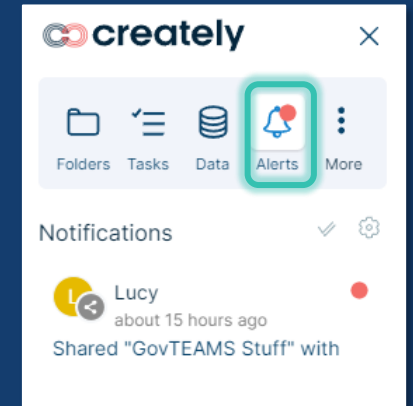 creately
Folders Tasks Data Alerts More
Notifications
L Lucy
about 15 hours ago
Shared "GovTEAMS Stuff" with